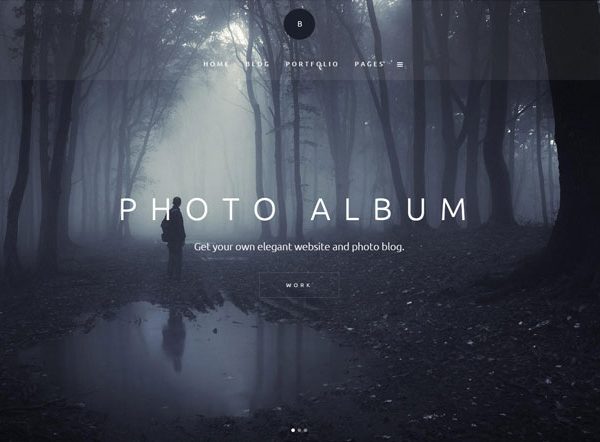 B
HOME BLOG PORTFOLIO PAGES
PHOTO ALBUM
Get your own elegant website and photo blog.
WORK